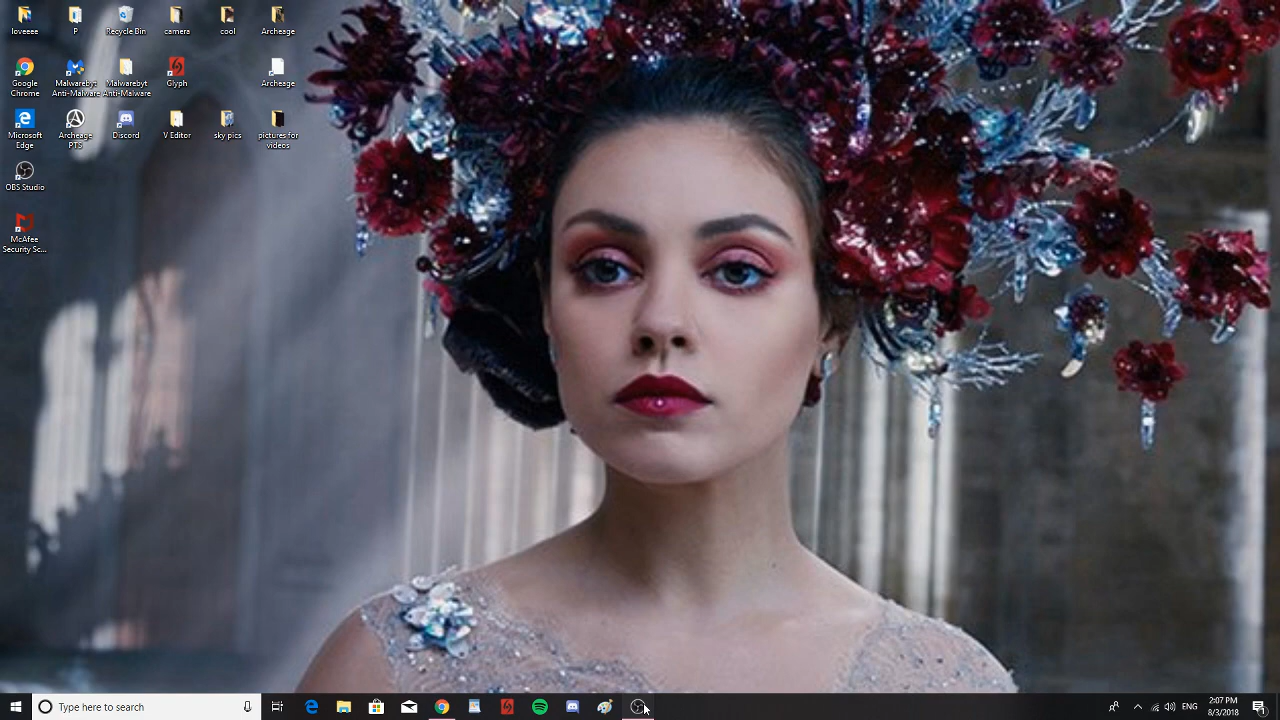 loveeee
P
Recycle Bin
camera
cool
Archeage
Google
Chrome
Malwarebyt
Anti-Malware
Malwarebyt
Anti-Malware
Glyph
Archeage
Microsoft
Edge
Archeage
PTS
Discord
V Editor
sky pics
pictures for
videos
OBS Studio
McAfee
Security Sc...
Type here to search
ENG
2:07 PM
8/3/2018
1